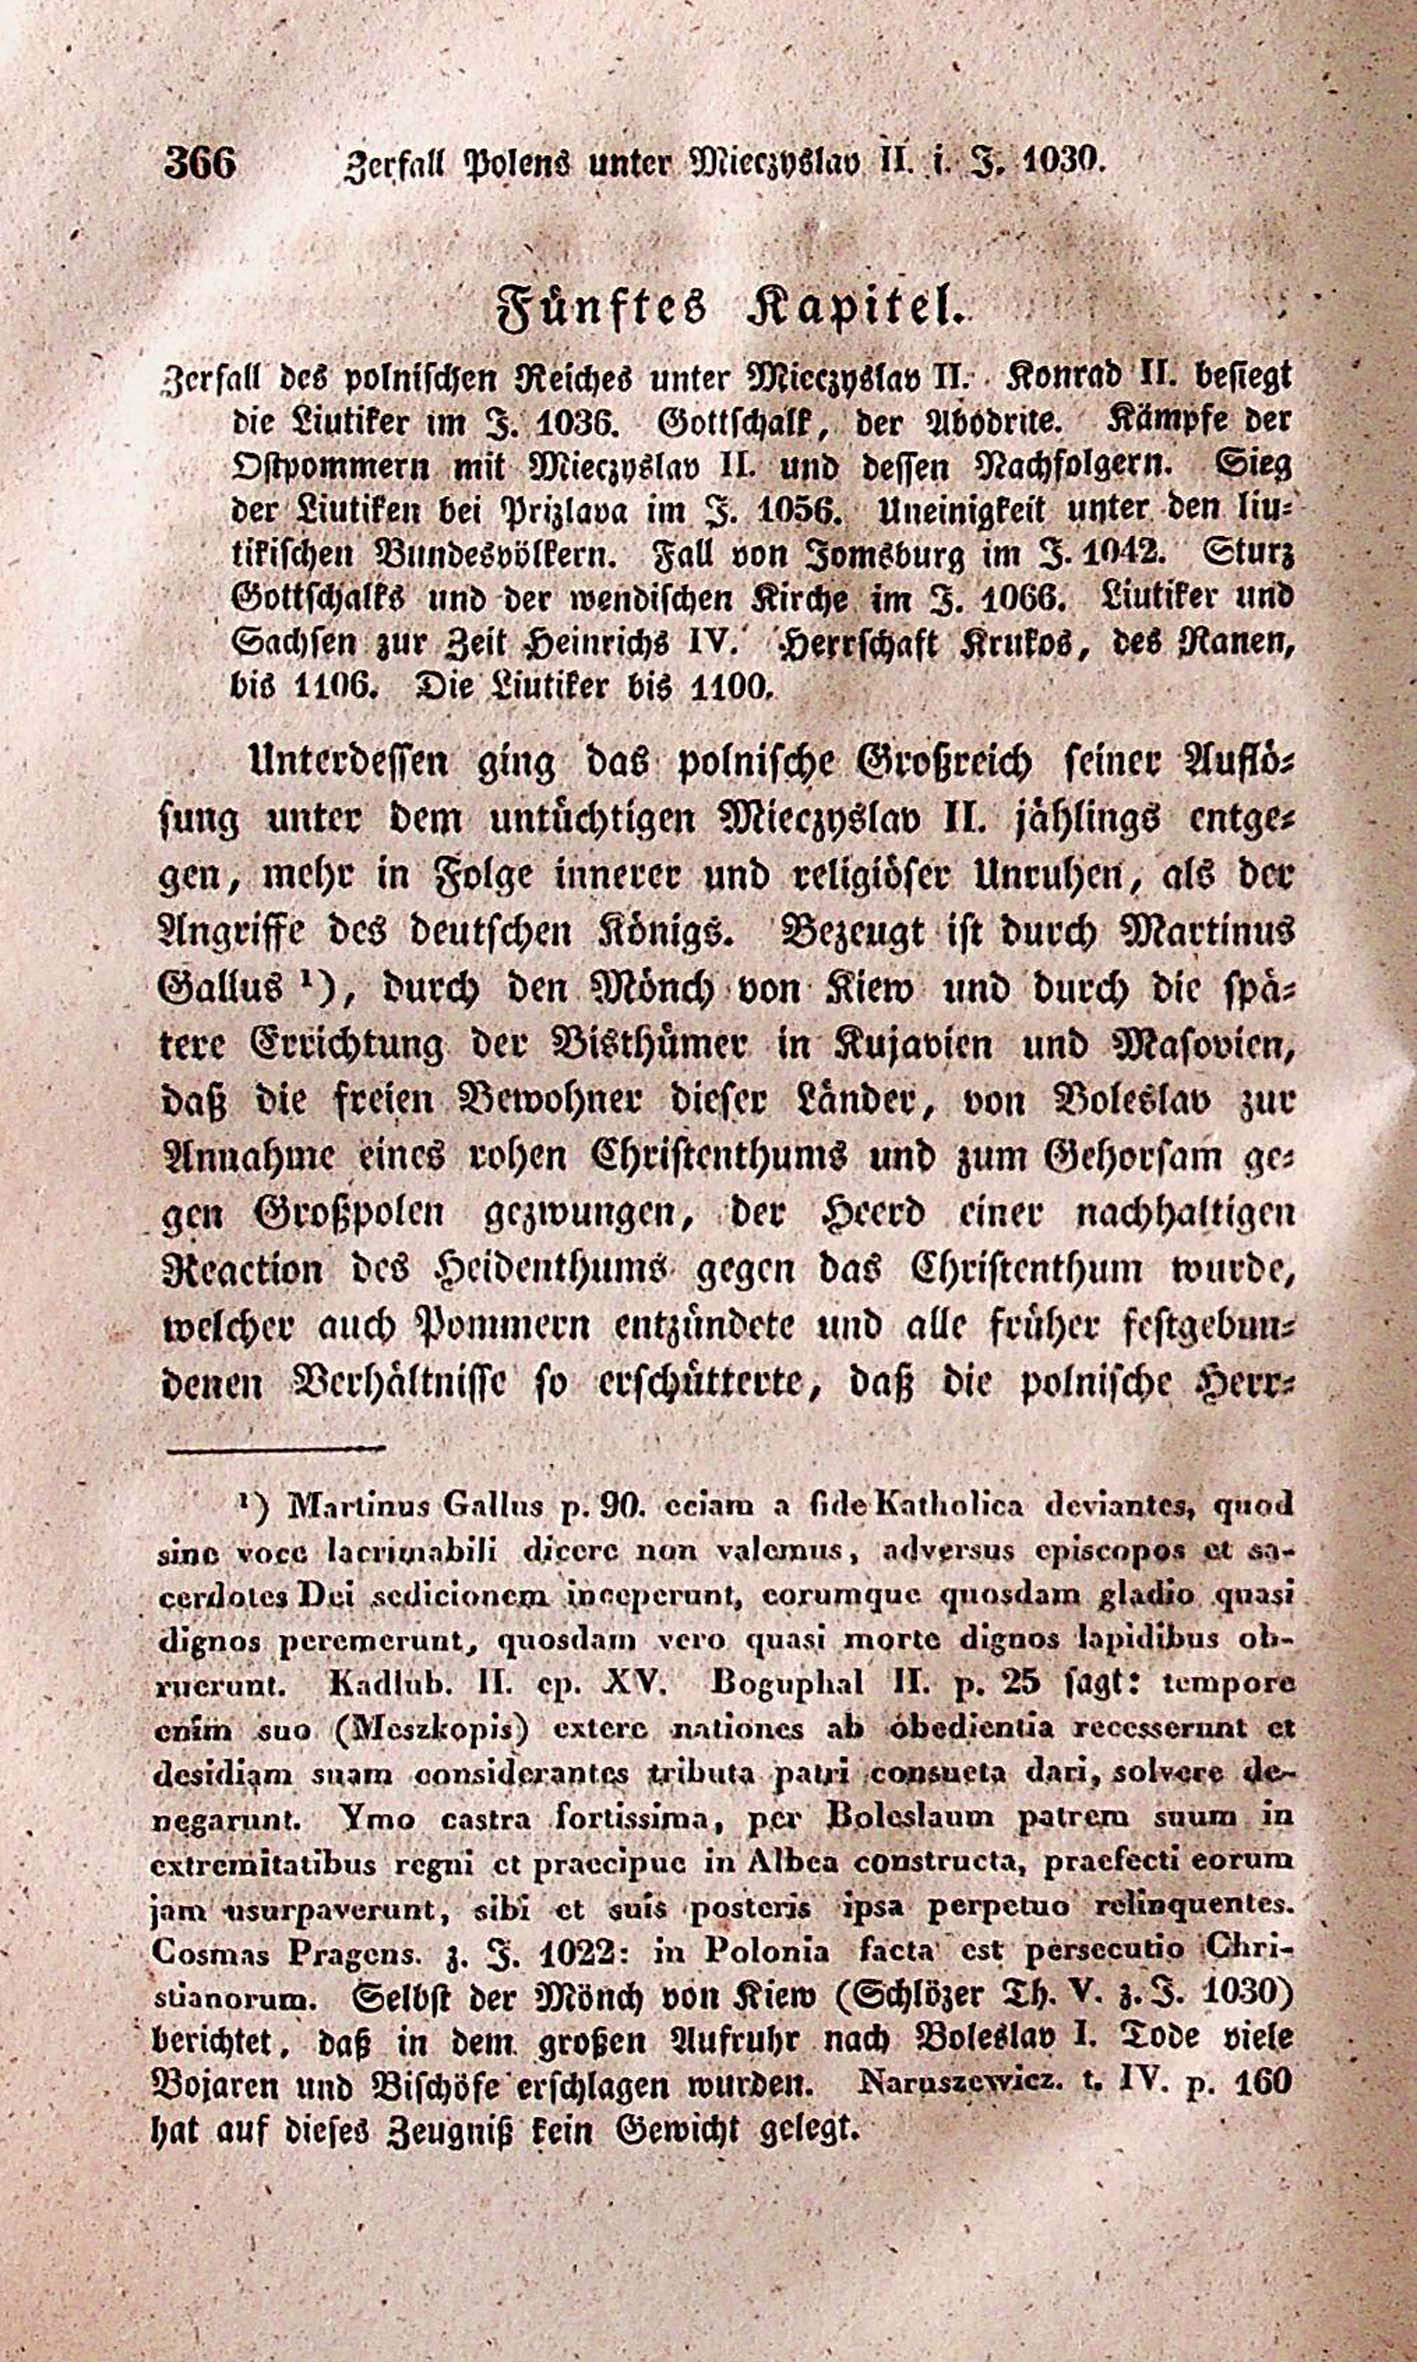 366 Zerfall Polens unter Mieczyslav II. i. J. 1030.
Fünftes Kapitel.
Zerfall des polnischen Reiches unter Mieczyslav II. Konrad II. besiegt
die Liutiker im J. 1036. Gottschalk, der Abodrite. Kämpfe der
Ostpommern mit Mieczyslav II. und dessen Nachfolgern. Sieg
der Liutiken bei Prizlava im J. 1056. Uneinigkeit unter den liu-
tikischen Bundesvölkern. Fall von Jomsburg im J. 1042. Sturz
Gottschalks und der wendischen Kirche im J. 1066. Liutiker und
Sachsen zur Zeit Heinrichs IV. Herrschaft Krukos, des Ranen,
bis 1106. Die Liutiker bis 1100.
Unterdessen ging das polnische Großreich seiner Auflö-
sung unter dem untüchtigen Mieczyslav II. jählings entge-
gen, mehr in Folge innerer und religiöser Unruhen, als der
Angriffe des deutschen Königs. Bezeugt ist durch Martinus
Gallus ¹), durch den Mönch von Kiew und durch die spä-
tere Errichtung der Bisthümer in Kujavien und Masovien,
daß die freien Bewohner dieser Länder, von Boleslav zur
Annahme eines rohen Christenthums und zum Gehorsam ge-
gen Großpolen gezwungen, der Heerd einer nachhaltigen
Reaction des Heidenthums gegen das Christenthum wurde,
welcher auch Pommern entzündete und alle früher festgebun-
denen Verhältnisse so erschütterte, daß die polnische Herr-
¹) Martinus Gallus p. 90. eciam a fide Katholica deviantes, quod
sine voce lacrimabili dicere non valemus, adversus episcopos et sa-
cerdotes Dei sedicionem inceperunt, eorumque quosdam gladio quasi
dignos peremerunt, quosdam vero quasi morte dignos lapidibus ob-
ruerunt. Kadlub. II. ep. XV. Boguphal II. p. 25 sagt: tempore
enim suo (Meszkopis) extere nationes ab obedientia recesserunt et
desidiam suam considerantes tributa patri consueta dari, solvere de-
negarunt. Ymo castra fortissima, per Boleslaum patrem suum in
extremitatibus regni et praecipue in Albea constructa, praefecti eorum
jam usurpaverunt, sibi et suis posteris ipsa perpetuo relinquentes.
Cosmas Pragens. z. J. 1022: in Polonia facta est persecutio Chri-
stianorum. Selbst der Mönch von Kiew (Schlözer Th. V. z. J. 1030)
berichtet, daß in dem großen Aufruhr nach Boleslav I. Tode viele
Bojaren und Bischöfe erschlagen wurden. Naruszewicz. t. IV. p. 160
hat auf dieses Zeugniß kein Gewicht gelegt.